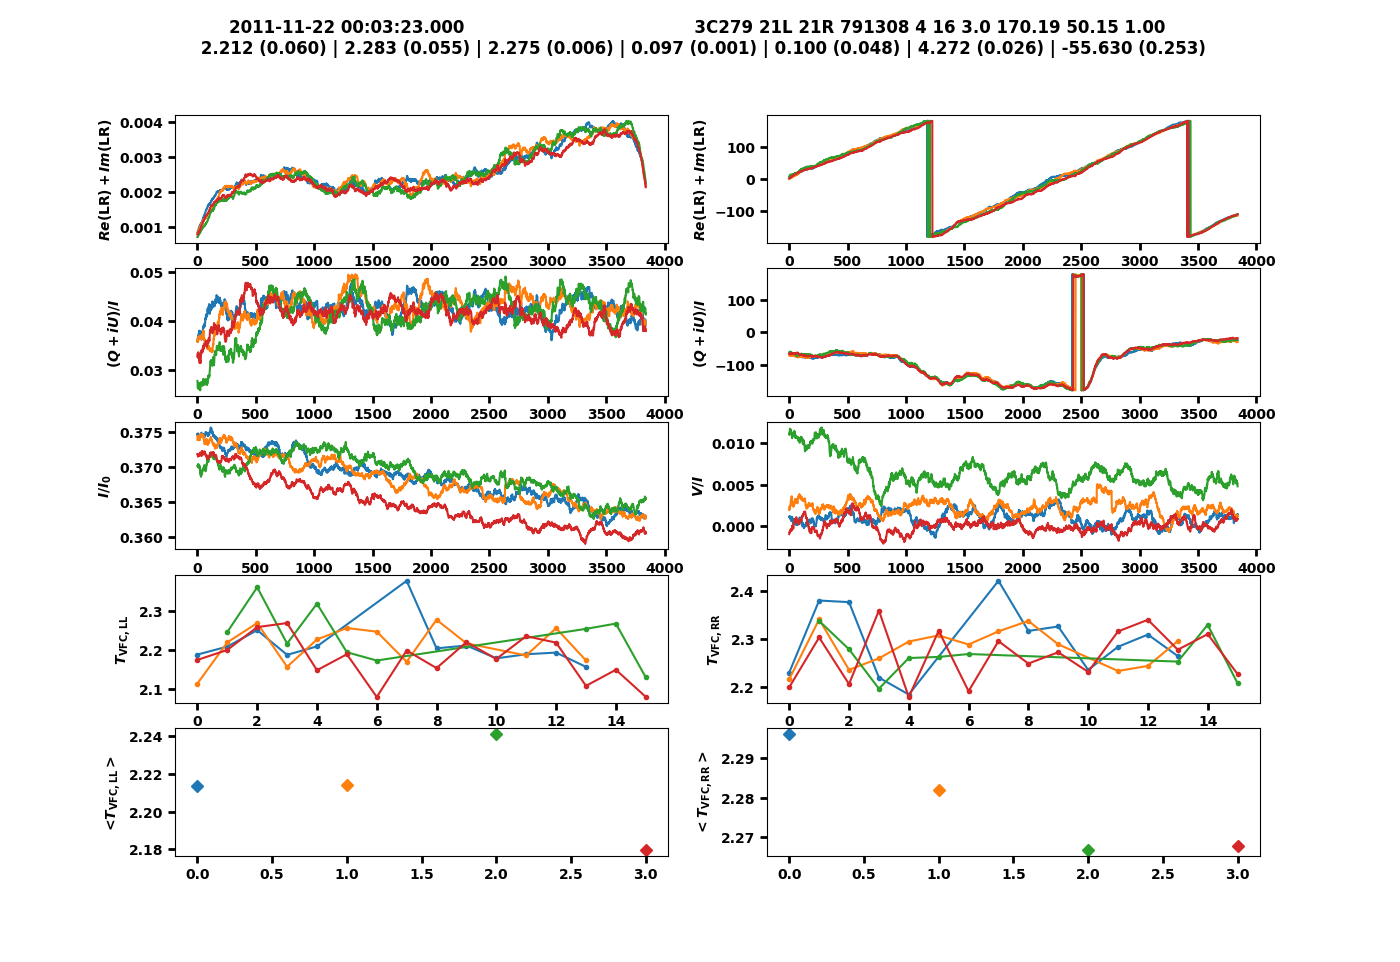 2011-11-22 00:03:23.000 3C279 21L 21R 791308 4 16 3.0 170.19 50.15 1.00
2.212 (0.060) | 2.283 (0.055) | 2.275 (0.006) | 0.097 (0.001) | 0.100 (0.048) | 4.272 (0.026) | -55.630 (0.253)
Re(LR) + Im(LR)
0.004
0.003
0.002
0.001
0 500 1000 1500 2000 2500 3000 3500 4000
Re(LR) + Im(LR)
100
0
−100
0 500 1000 1500 2000 2500 3000 3500 4000
(Q + iU)/I
0.05
0.04
0.03
0 500 1000 1500 2000 2500 3000 3500 4000
(Q + iU)/I
100
0
−100
0 500 1000 1500 2000 2500 3000 3500 4000
I/I0
0.375
0.370
0.365
0.360
0 500 1000 1500 2000 2500 3000 3500 4000
V/I
0.010
0.005
0.000
0 500 1000 1500 2000 2500 3000 3500 4000
TVFC, LL
2.3
2.2
2.1
0 2 4 6 8 10 12 14
TVFC, RR
2.4
2.3
2.2
0 2 4 6 8 10 12 14
<TVFC, LL >
2.24
2.22
2.20
2.18
0.0 0.5 1.0 1.5 2.0 2.5 3.0
< TVFC, RR >
2.29
2.28
2.27
0.0 0.5 1.0 1.5 2.0 2.5 3.0